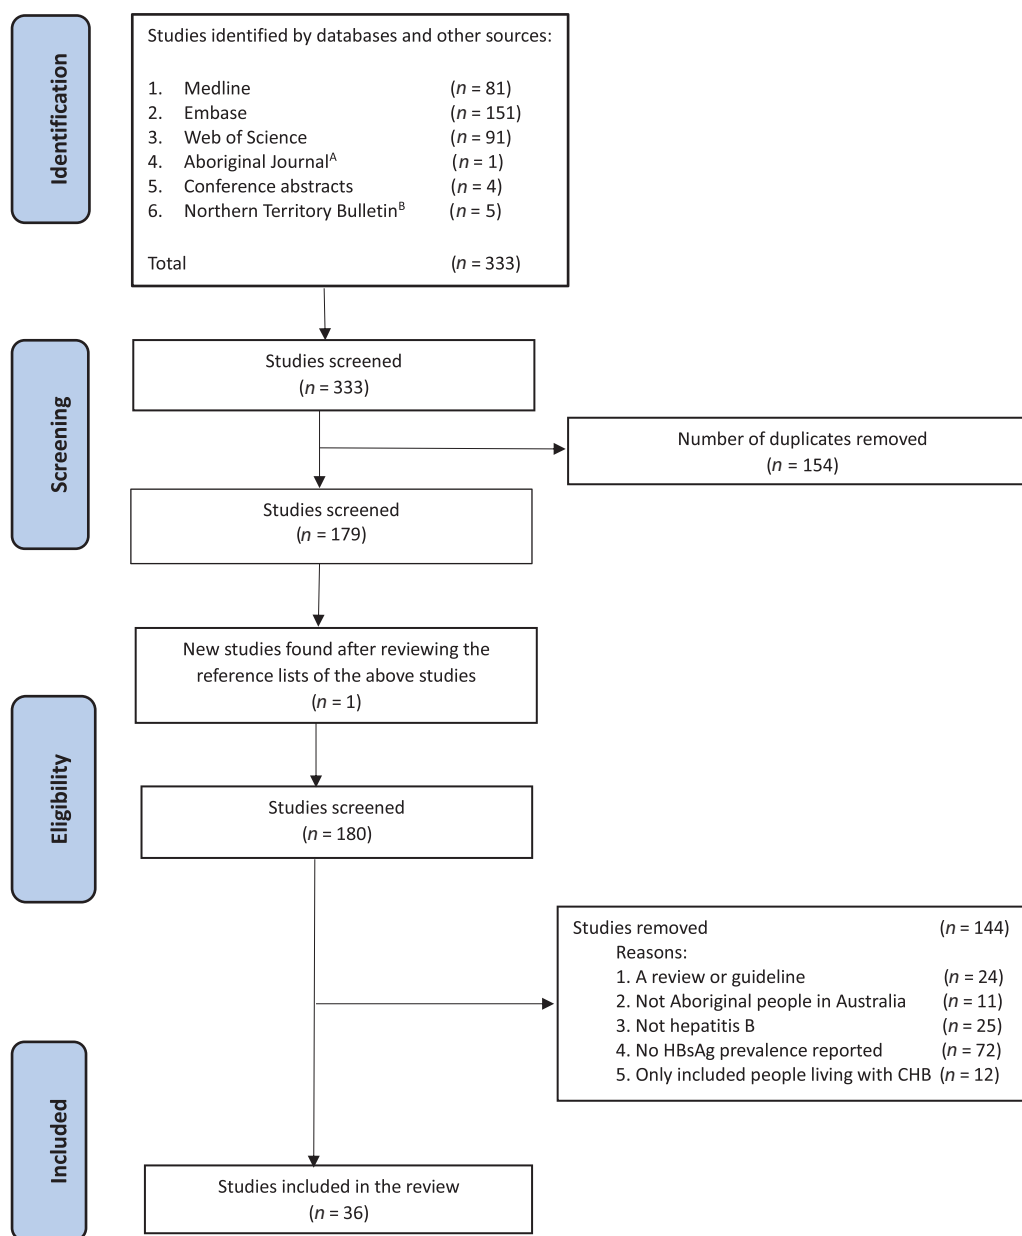 Identification
Studies identified by databases and other sources:
1. Medline (n = 81)
2. Embase (n = 151)
3. Web of Science (n = 91)
4. Aboriginal Journal^A (n = 1)
5. Conference abstracts (n = 4)
6. Northern Territory Bulletin^B (n = 5)
Total (n = 333)
Screening
Studies screened
(n = 333)
Number of duplicates removed
(n = 154)
Studies screened
(n = 179)
Eligibility
New studies found after reviewing the
reference lists of the above studies
(n = 1)
Studies screened
(n = 180)
Studies removed (n = 144)
Reasons:
1. A review or guideline (n = 24)
2. Not Aboriginal people in Australia (n = 11)
3. Not hepatitis B (n = 25)
4. No HBsAg prevalence reported (n = 72)
5. Only included people living with CHB (n = 12)
Included
Studies included in the review
(n = 36)